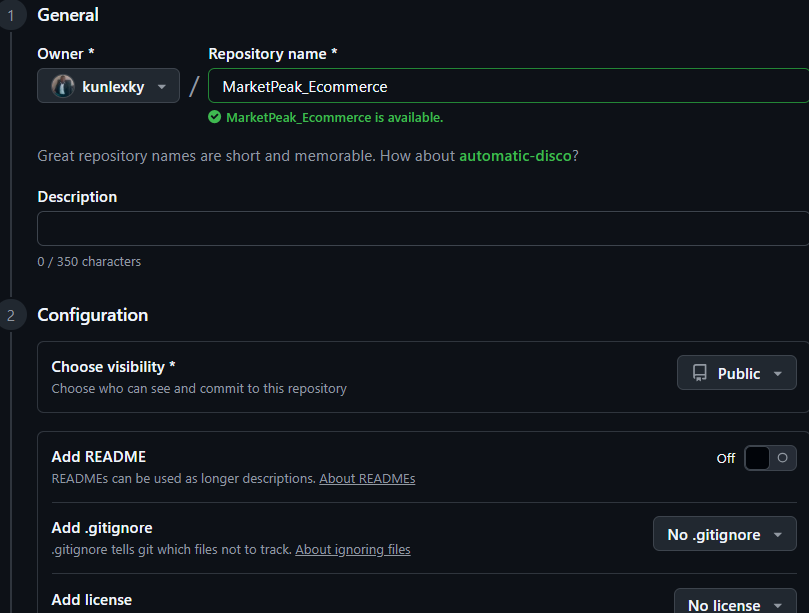 1 General
Owner * Repository name *
kunlexky / MarketPeak_Ecommerce
MarketPeak_Ecommerce is available.
Great repository names are short and memorable. How about automatic-disco?
Description
0 / 350 characters
2 Configuration
Choose visibility * Public
Choose who can see and commit to this repository
Add README Off
READMEs can be used as longer descriptions. About READMEs
Add .gitignore No .gitignore
.gitignore tells git which files not to track. About ignoring files
Add license No license